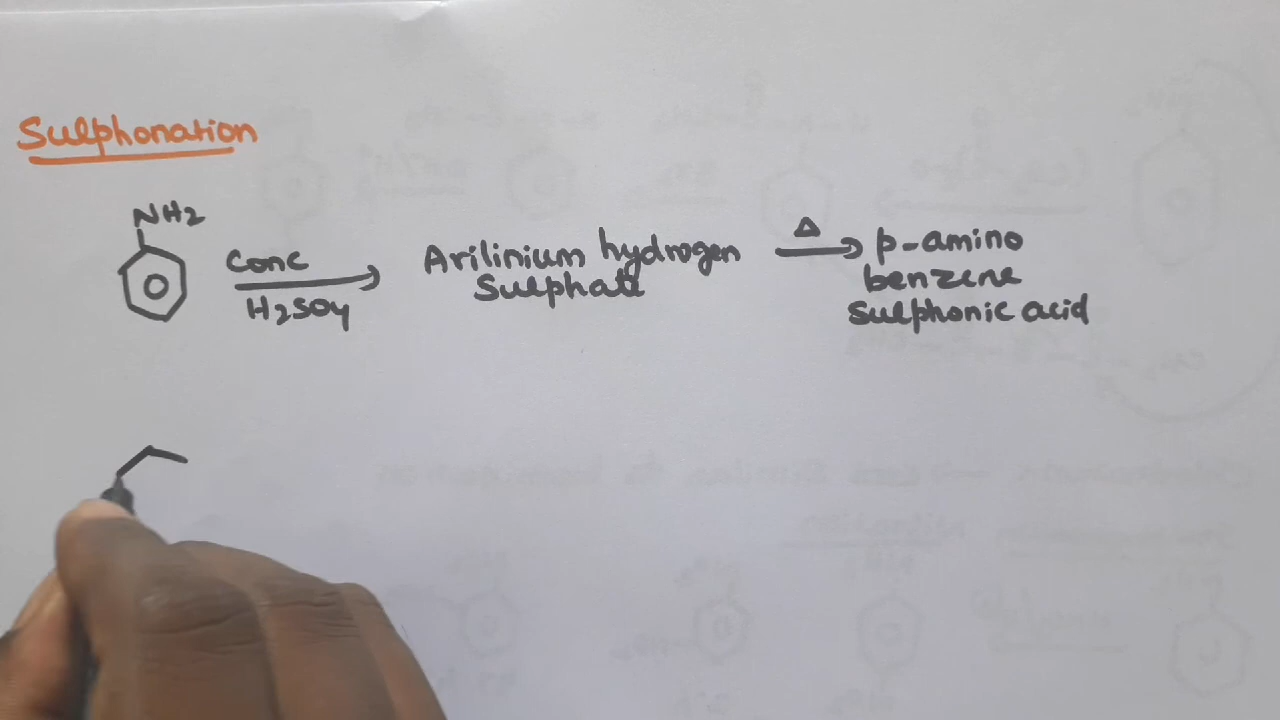 Sulphonation
NH2
Conc
H2SO4
Arilinium hydrogen
Sulphate
Δ
p-amino
benzene
Sulphonic acid